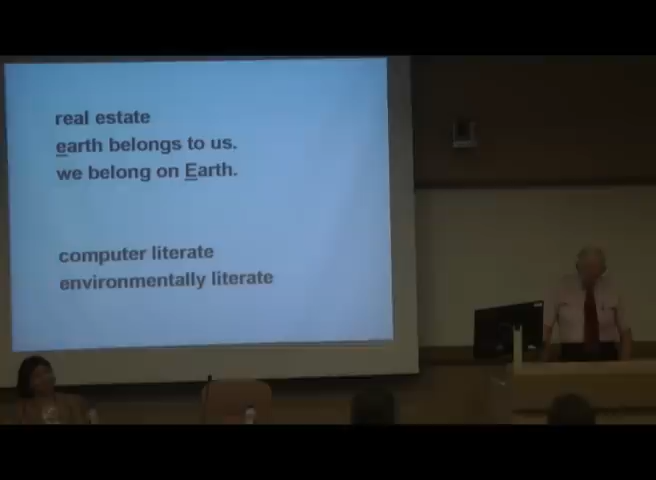 real estate
earth belongs to us.
we belong on Earth.
computer literate
environmentally literate